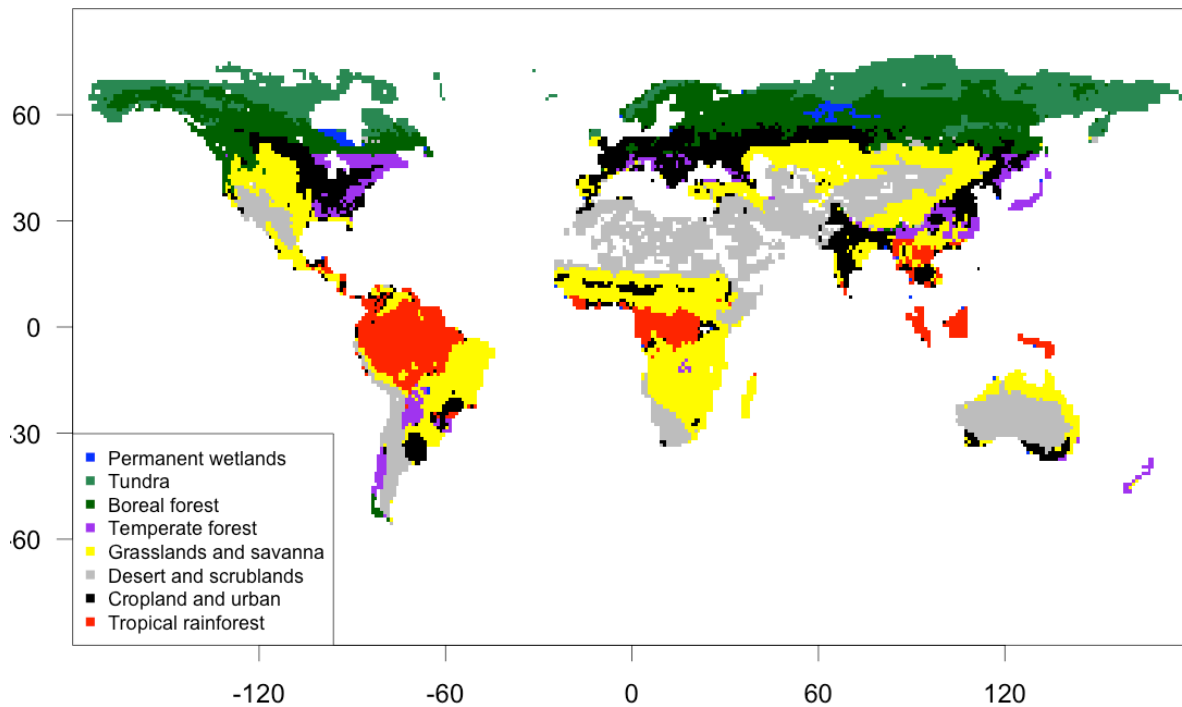 60
30
0
-30
-60
Permanent wetlands
Tundra
Boreal forest
Temperate forest
Grasslands and savanna
Desert and scrublands
Cropland and urban
Tropical rainforest
-120 -60 0 60 120